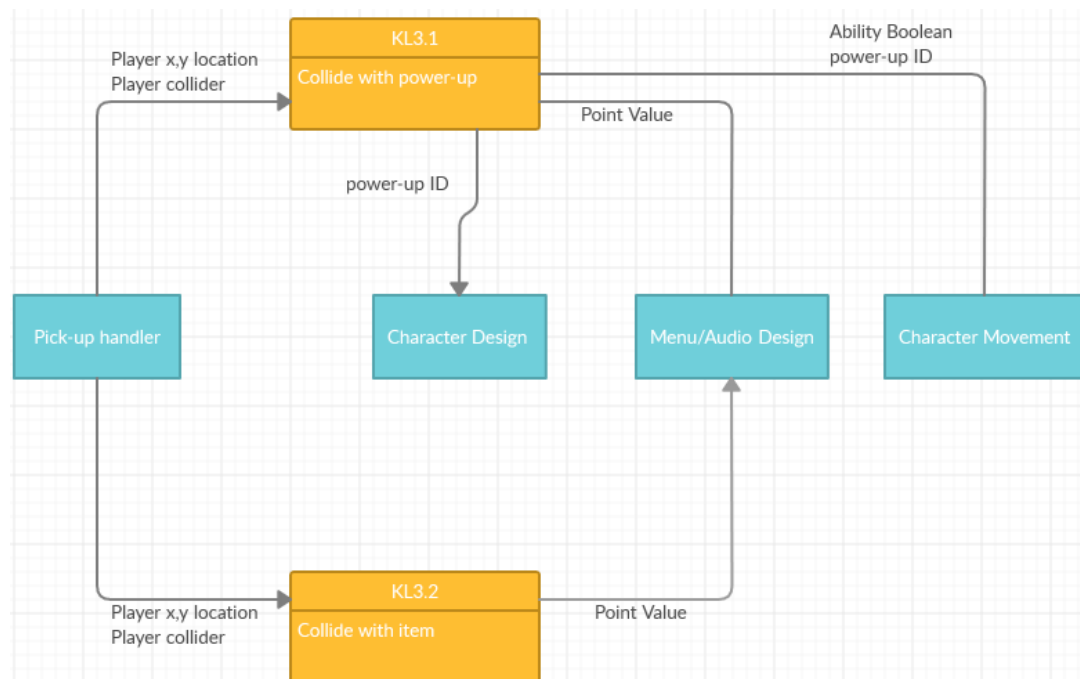 KL3.1
Collide with power-up
Player x,y location
Player collider
Ability Boolean
power-up ID
Point Value
power-up ID
Pick-up handler
Character Design
Menu/Audio Design
Character Movement
KL3.2
Collide with item
Player x,y location
Player collider
Point Value